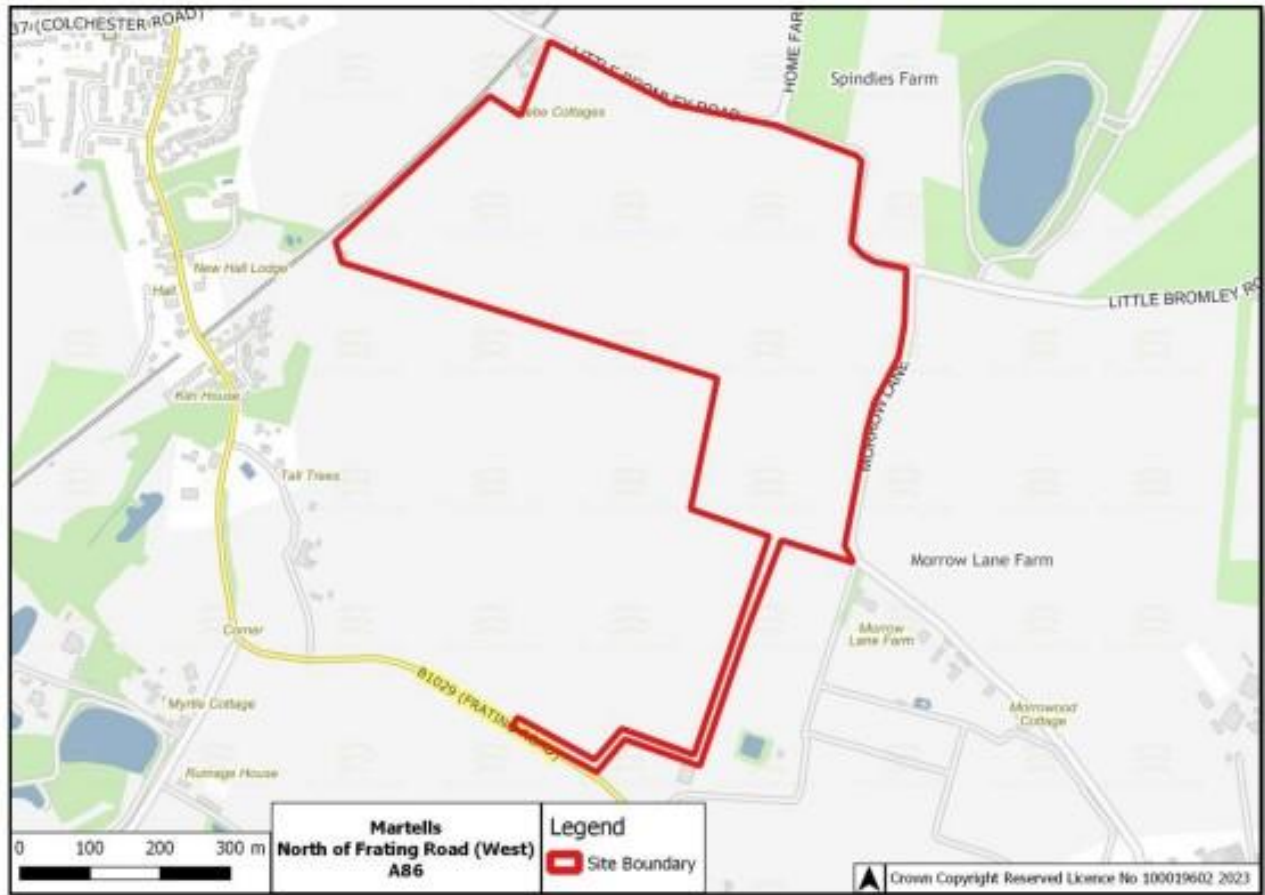 37 (COLCHESTER ROAD)
LITTLE BROMLEY ROAD
HOME FAR
Spindles Farm
Cottages
New Hall Lodge
Hall
LITTLE BROMLEY RO
Kiln House
MORROW LANE
Tall Trees
Morrow Lane Farm
Corner
Morrow
Lane Farm
B1029 (FRATING
Myrtle Cottage
Morrowwood
Cottage
Rumage House
0 100 200 300 m
Martells
North of Frating Road (West)
A86
Legend
Site Boundary
Crown Copyright Reserved Licence No 100019602 2023